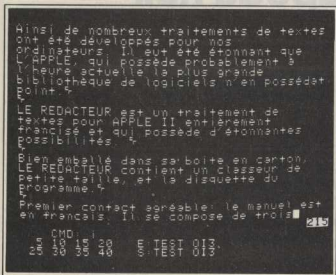 Ainsi de nombreux traitements de textes
ont été développés pour nos
ordinateurs. Il eut été étonnant que
L'APPLE, qui possède probablement à
l'heure actuelle la plus grande
bibliothèque de logiciels n'en possédât
point.
LE REDACTEUR est un traitement de
textes pour APPLE II entièrement
francisé et qui possède d'étonnantes
possibilités.
Bien emballé dans sa boite en carton,
LE REDACTEUR contient un classeur de
petite taille, et la disquette du
programme.
Premier contact agréable: le manuel est
en français. Il se compose de trois
215
CMD: i
5 10 15 20 E:TEST OI3.
25 30 35 40 S:TEST OI3.